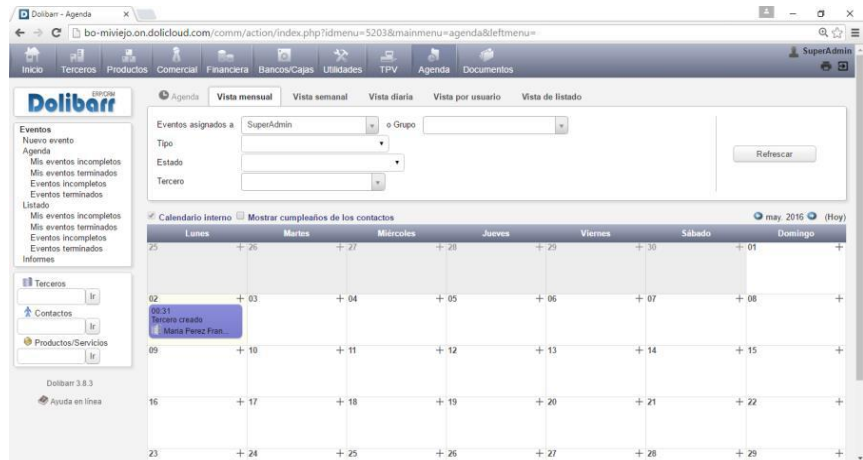 Dolibarr - Agenda
bo-miviejo.on.dolicloud.com/comm/action/index.php?idmenu=5203&mainmenu=agenda&leftmenu=
Inicio Terceros Productos Comercial Financiera Bancos/Cajas Utilidades TPV Agenda Documentos
SuperAdmin
Dolibarr
ERP/CRM
Eventos
Nuevo evento
Agenda
Mis eventos incompletos
Mis eventos terminados
Eventos incompletos
Eventos terminados
Listado
Mis eventos incompletos
Mis eventos terminados
Eventos incompletos
Eventos terminados
Informes
Terceros
Ir
Contactos
Ir
Productos/Servicios
Ir
Dolibarr 3.8.3
Ayuda en línea
Agenda Vista mensual Vista semanal Vista diaria Vista por usuario Vista de listado
Eventos asignados a SuperAdmin o Grupo
Tipo
Estado
Tercero
Refrescar
Calendario interno Mostrar cumpleaños de los contactos
may. 2016 (Hoy)
Lunes Martes Miércoles Jueves Viernes Sábado Domingo
25 26 27 28 29 30 01
02 03 04 05 06 07 08
00:31
Tercero creado
Maria Perez Fran...
09 10 11 12 13 14 15
16 17 18 19 20 21 22
23 24 25 26 27 28 29